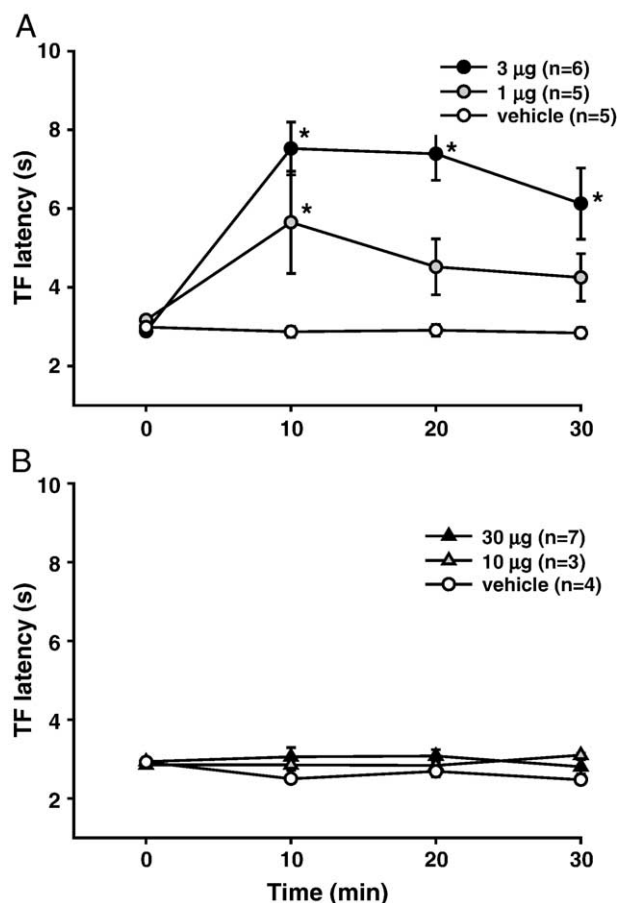 A
10
8
6
4
2
TF latency (s)
3 µg (n=6)
1 µg (n=5)
vehicle (n=5)
*
*
*
*
0 10 20 30
B
10
8
6
4
2
TF latency (s)
30 µg (n=7)
10 µg (n=3)
vehicle (n=4)
0 10 20 30
Time (min)